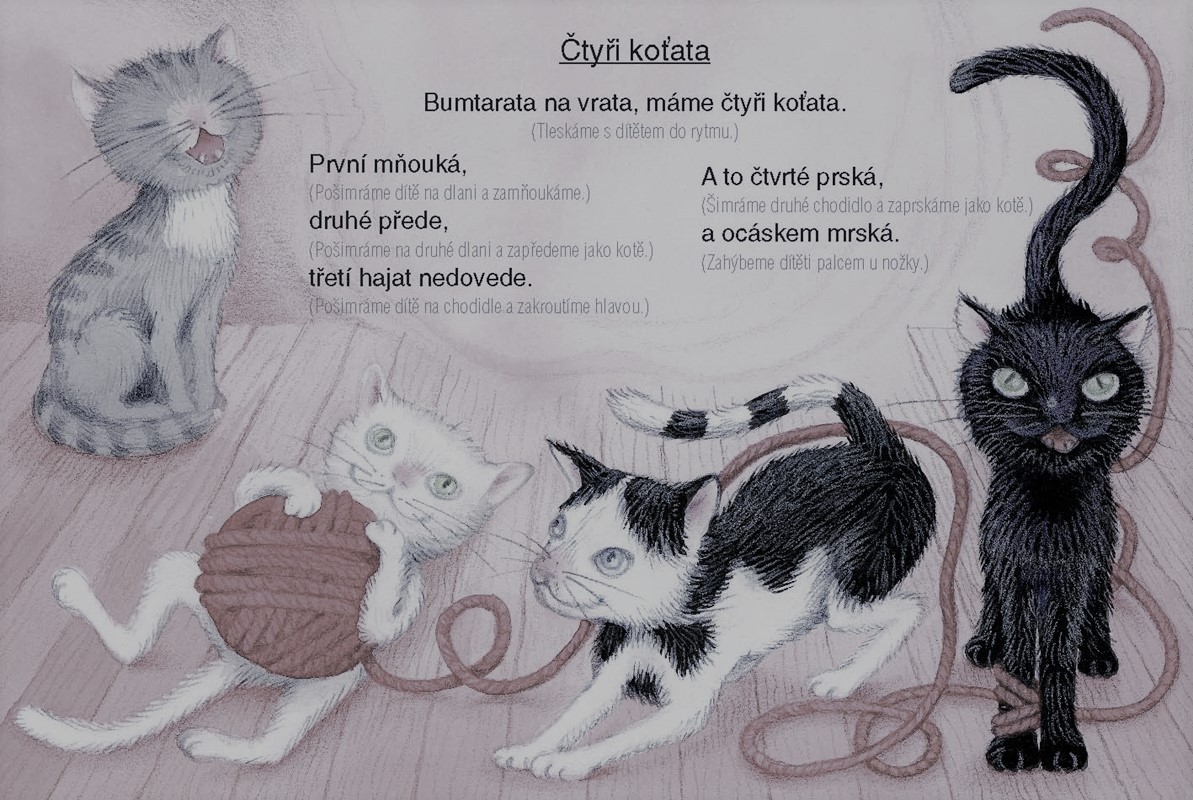 Čtyři koťata
Bumtarata na vrata, máme čtyři koťata.
(Tleskáme s dítětem do rytmu.)
První mňouká,
(Pošimráme dítě na dlani a zamňoukáme.)
druhé přede,
(Pošimráme na druhé dlani a zapředeme jako kotě.)
třetí hajat nedovede.
(Pošimráme dítě na chodidle a zakroutíme hlavou.)
A to čtvrté prská,
(Šimráme druhé chodidlo a zaprskáme jako kotě.)
a ocáskem mrská.
(Zahýbeme dítěti palcem u nožky.)